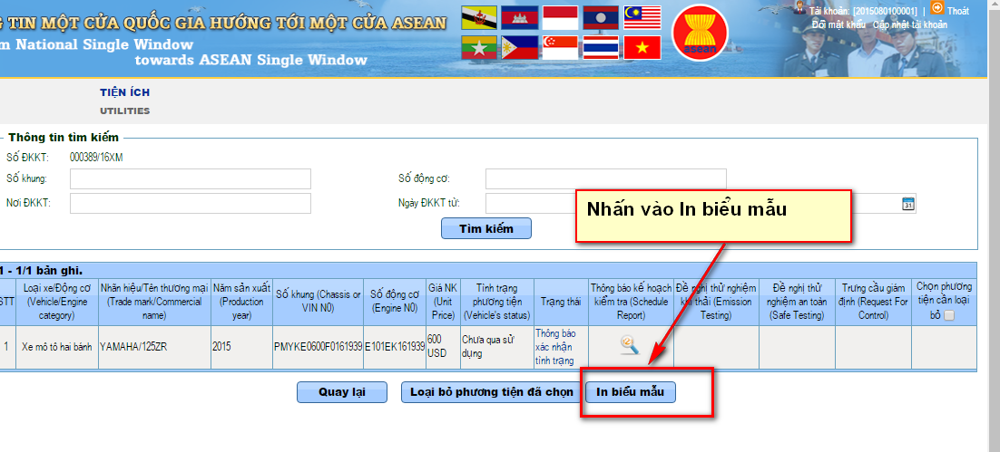 G TIN MỘT CỬA QUỐC GIA HƯỚNG TỚI MỘT CỬA ASEAN
m National Single Window
towards ASEAN Single Window
asean
Tài khoản: [2015080100001] | Thoát
Đổi mật khẩu Cập nhật tài khoản
TIỆN ÍCH
UTILITIES
Thông tin tìm kiếm
Số ĐKKT: 000389/16XM
Số khung: Số động cơ:
Nơi ĐKKT: Ngày ĐKKT từ: 31
Nhấn vào In biểu mẫu
Tìm kiếm
1 - 1/1 bản ghi.
STT
Loại xe/Động cơ (Vehicle/Engine category)
Nhãn hiệu/Tên thương mại (Trade mark/Commercial name)
Năm sản xuất (Production year)
Số khung (Chassis or VIN N0)
Số động cơ (Engine N0)
Giá NK (Unit Price)
Tình trạng phương tiện (Vehicle's status)
Trạng thái
Thông báo kế hoạch kiểm tra (Schedule Report)
Đề nghị thử nghiệm khí thải (Emission Testing)
Đề nghị thử nghiệm an toàn (Safe Testing)
Trưng cầu giám định (Request For Control)
Chọn phương tiện cần loại bỏ
1
Xe mô tô hai bánh
YAMAHA/125ZR
2015
PMYKE0600F0161939
E101EK161939
600 USD
Chưa qua sử dụng
Thông báo xác nhận tình trạng
Quay lại Loại bỏ phương tiện đã chọn In biểu mẫu